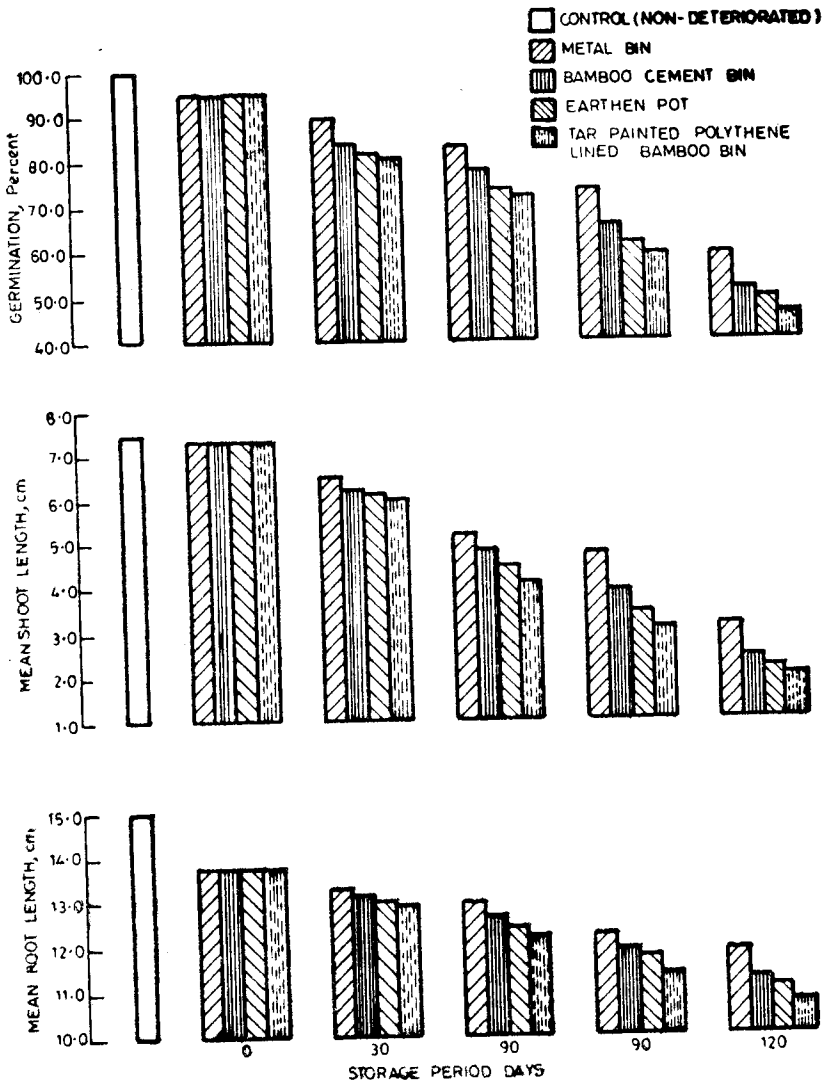 CONTROL (NON-DETERIORATED)
METAL BIN
BAMBOO CEMENT BIN
EARTHEN POT
TAR PAINTED POLYTHENE
LINED BAMBOO BIN
GERMINATION, Percent
100·0
90·0
80·0
70·0
60·0
50·0
40·0
MEAN SHOOT LENGTH, cm
8·0
7·0
6·0
5·0
4·0
3·0
2·0
1·0
MEAN ROOT LENGTH, cm
15·0
14·0
13·0
12·0
11·0
10·0
0 30 90 90 120
STORAGE PERIOD DAYS